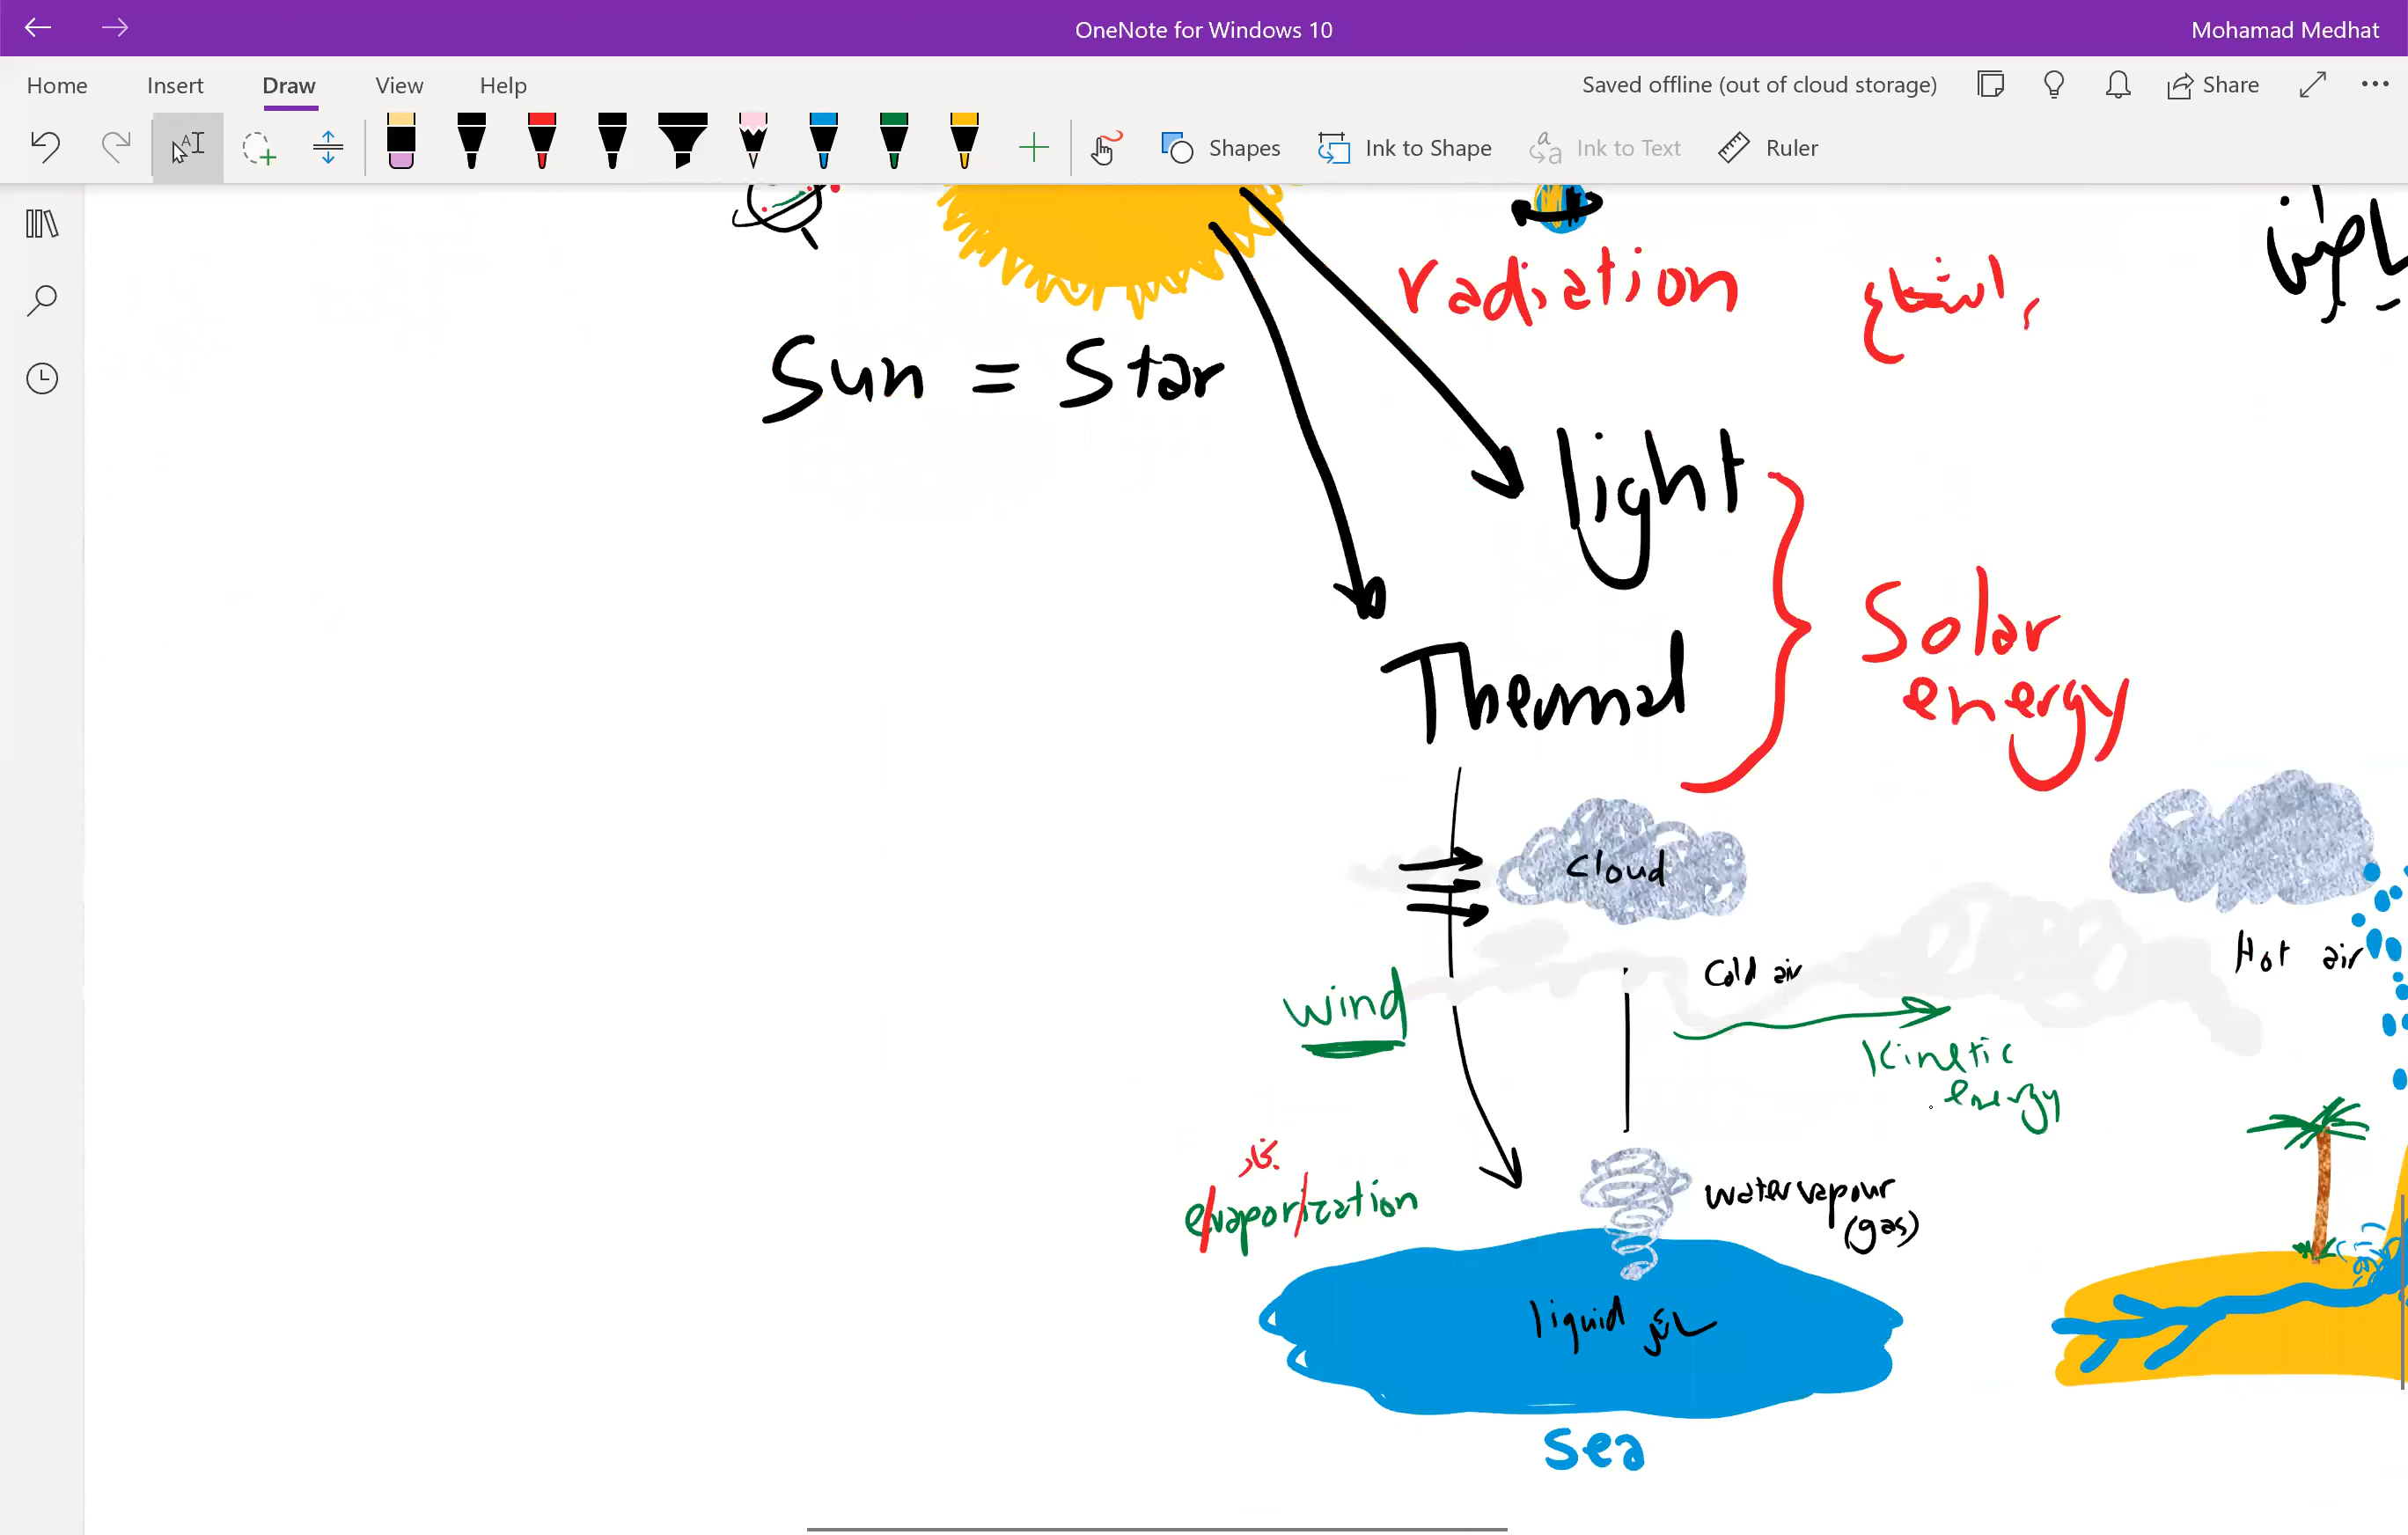 OneNote for Windows 10
Mohamad Medhat
Home Insert Draw View Help
Saved offline (out of cloud storage)
Share
Shapes
Ink to Shape
Ink to Text
Ruler
radiation
Sun = Star
light
Thermal
Solar
energy
Cloud
Cold air
Hot air
wind
Kinetic
energy
بخار
evaporization
water vapour
(gas)
liquid سائل
Sea